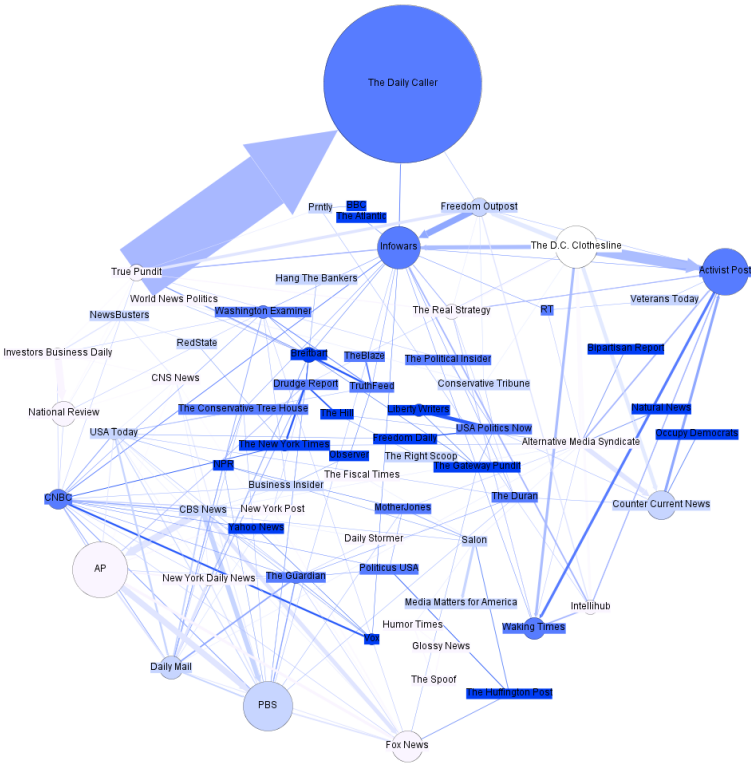 The Daily Caller
BBC
Prntly
Freedom Outpost
The Atlantic
Infowars
The D.C. Clothesline
True Pundit
Activist Post
Hang The Bankers
World News Politics
Veterans Today
NewsBusters
Washington Examiner
The Real Strategy
RT
RedState
Bipartisan Report
Investors Business Daily
Breitbart
TheBlaze
The Political Insider
CNS News
Drudge Report
TruthFeed
Conservative Tribune
National Review
The Conservative Tree House
The Hill
Liberty Writers
Natural News
USA Today
USA Politics Now
Occupy Democrats
The New York Times
Freedom Daily
Alternative Media Syndicate
Observer
The Right Scoop
NPR
The Gateway Pundit
The Fiscal Times
Business Insider
CNBC
The Duran
CBS News
New York Post
MotherJones
Counter Current News
Yahoo News
Daily Stormer
Salon
AP
New York Daily News
The Guardian
Politicus USA
Media Matters for America
Intellihub
Humor Times
Waking Times
Vox
Glossy News
Daily Mail
The Spoof
The Huffington Post
PBS
Fox News